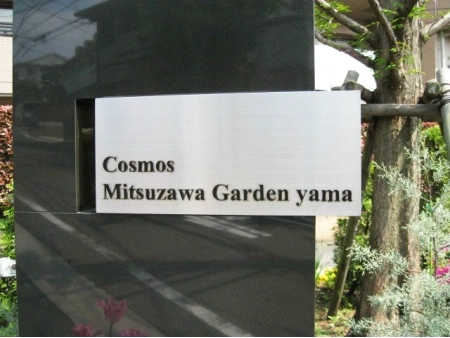 Cosmos
Mitsuzawa Garden yama